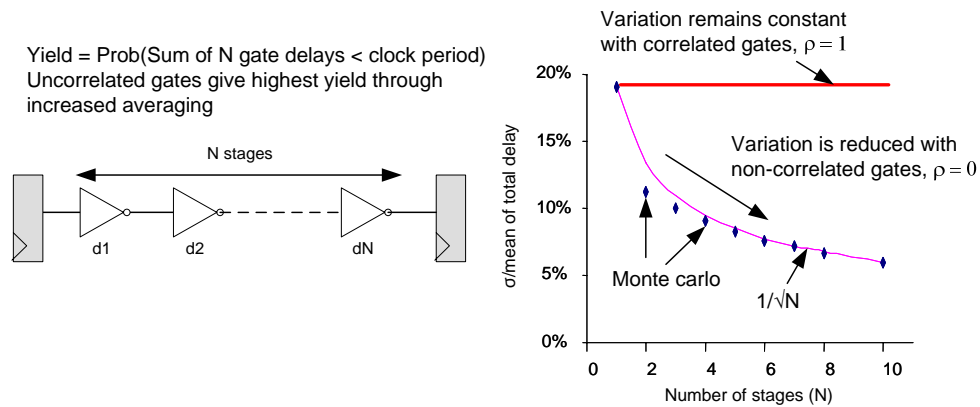 Yield = Prob(Sum of N gate delays < clock period)
Uncorrelated gates give highest yield through
increased averaging
N stages
d1
d2
dN
Variation remains constant
with correlated gates, ρ = 1
20%
15%
10%
5%
0%
σ/mean of total delay
Variation is reduced with
non-correlated gates, ρ = 0
Monte carlo
1/√N
0
2
4
6
8
10
Number of stages (N)